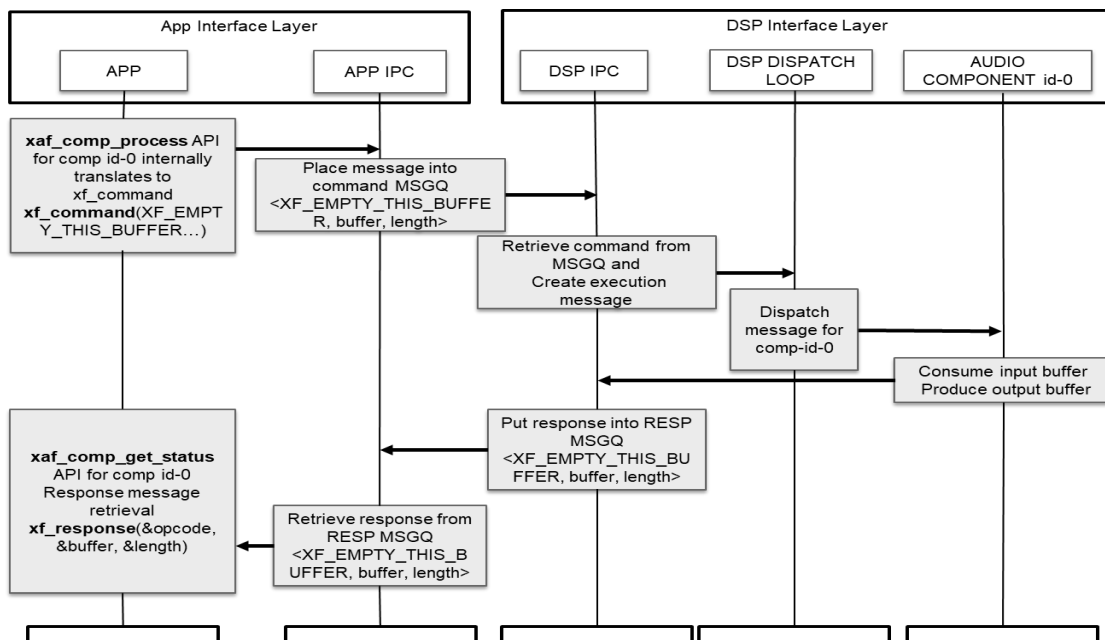 App Interface Layer
DSP Interface Layer
APP
APP IPC
DSP IPC
DSP DISPATCH
LOOP
AUDIO
COMPONENT id-0
xaf_comp_process API
for comp id-0 internally
translates to
xf_command
xf_command(XF_EMPT
Y_THIS_BUFFER…)
Place message into
command MSGQ
<XF_EMPTY_THIS_BUFFE
R, buffer, length>
Retrieve command from
MSGQ and
Create execution
message
Dispatch
message for
comp-id-0
Consume input buffer
Produce output buffer
Put response into RESP
MSGQ
<XF_EMPTY_THIS_BU
FFER, buffer, length>
xaf_comp_get_status
API for comp id-0
Response message
retrieval
xf_response(&opcode,
&buffer, &length)
Retrieve response from
RESP MSGQ
<XF_EMPTY_THIS_B
UFFER, buffer, length>